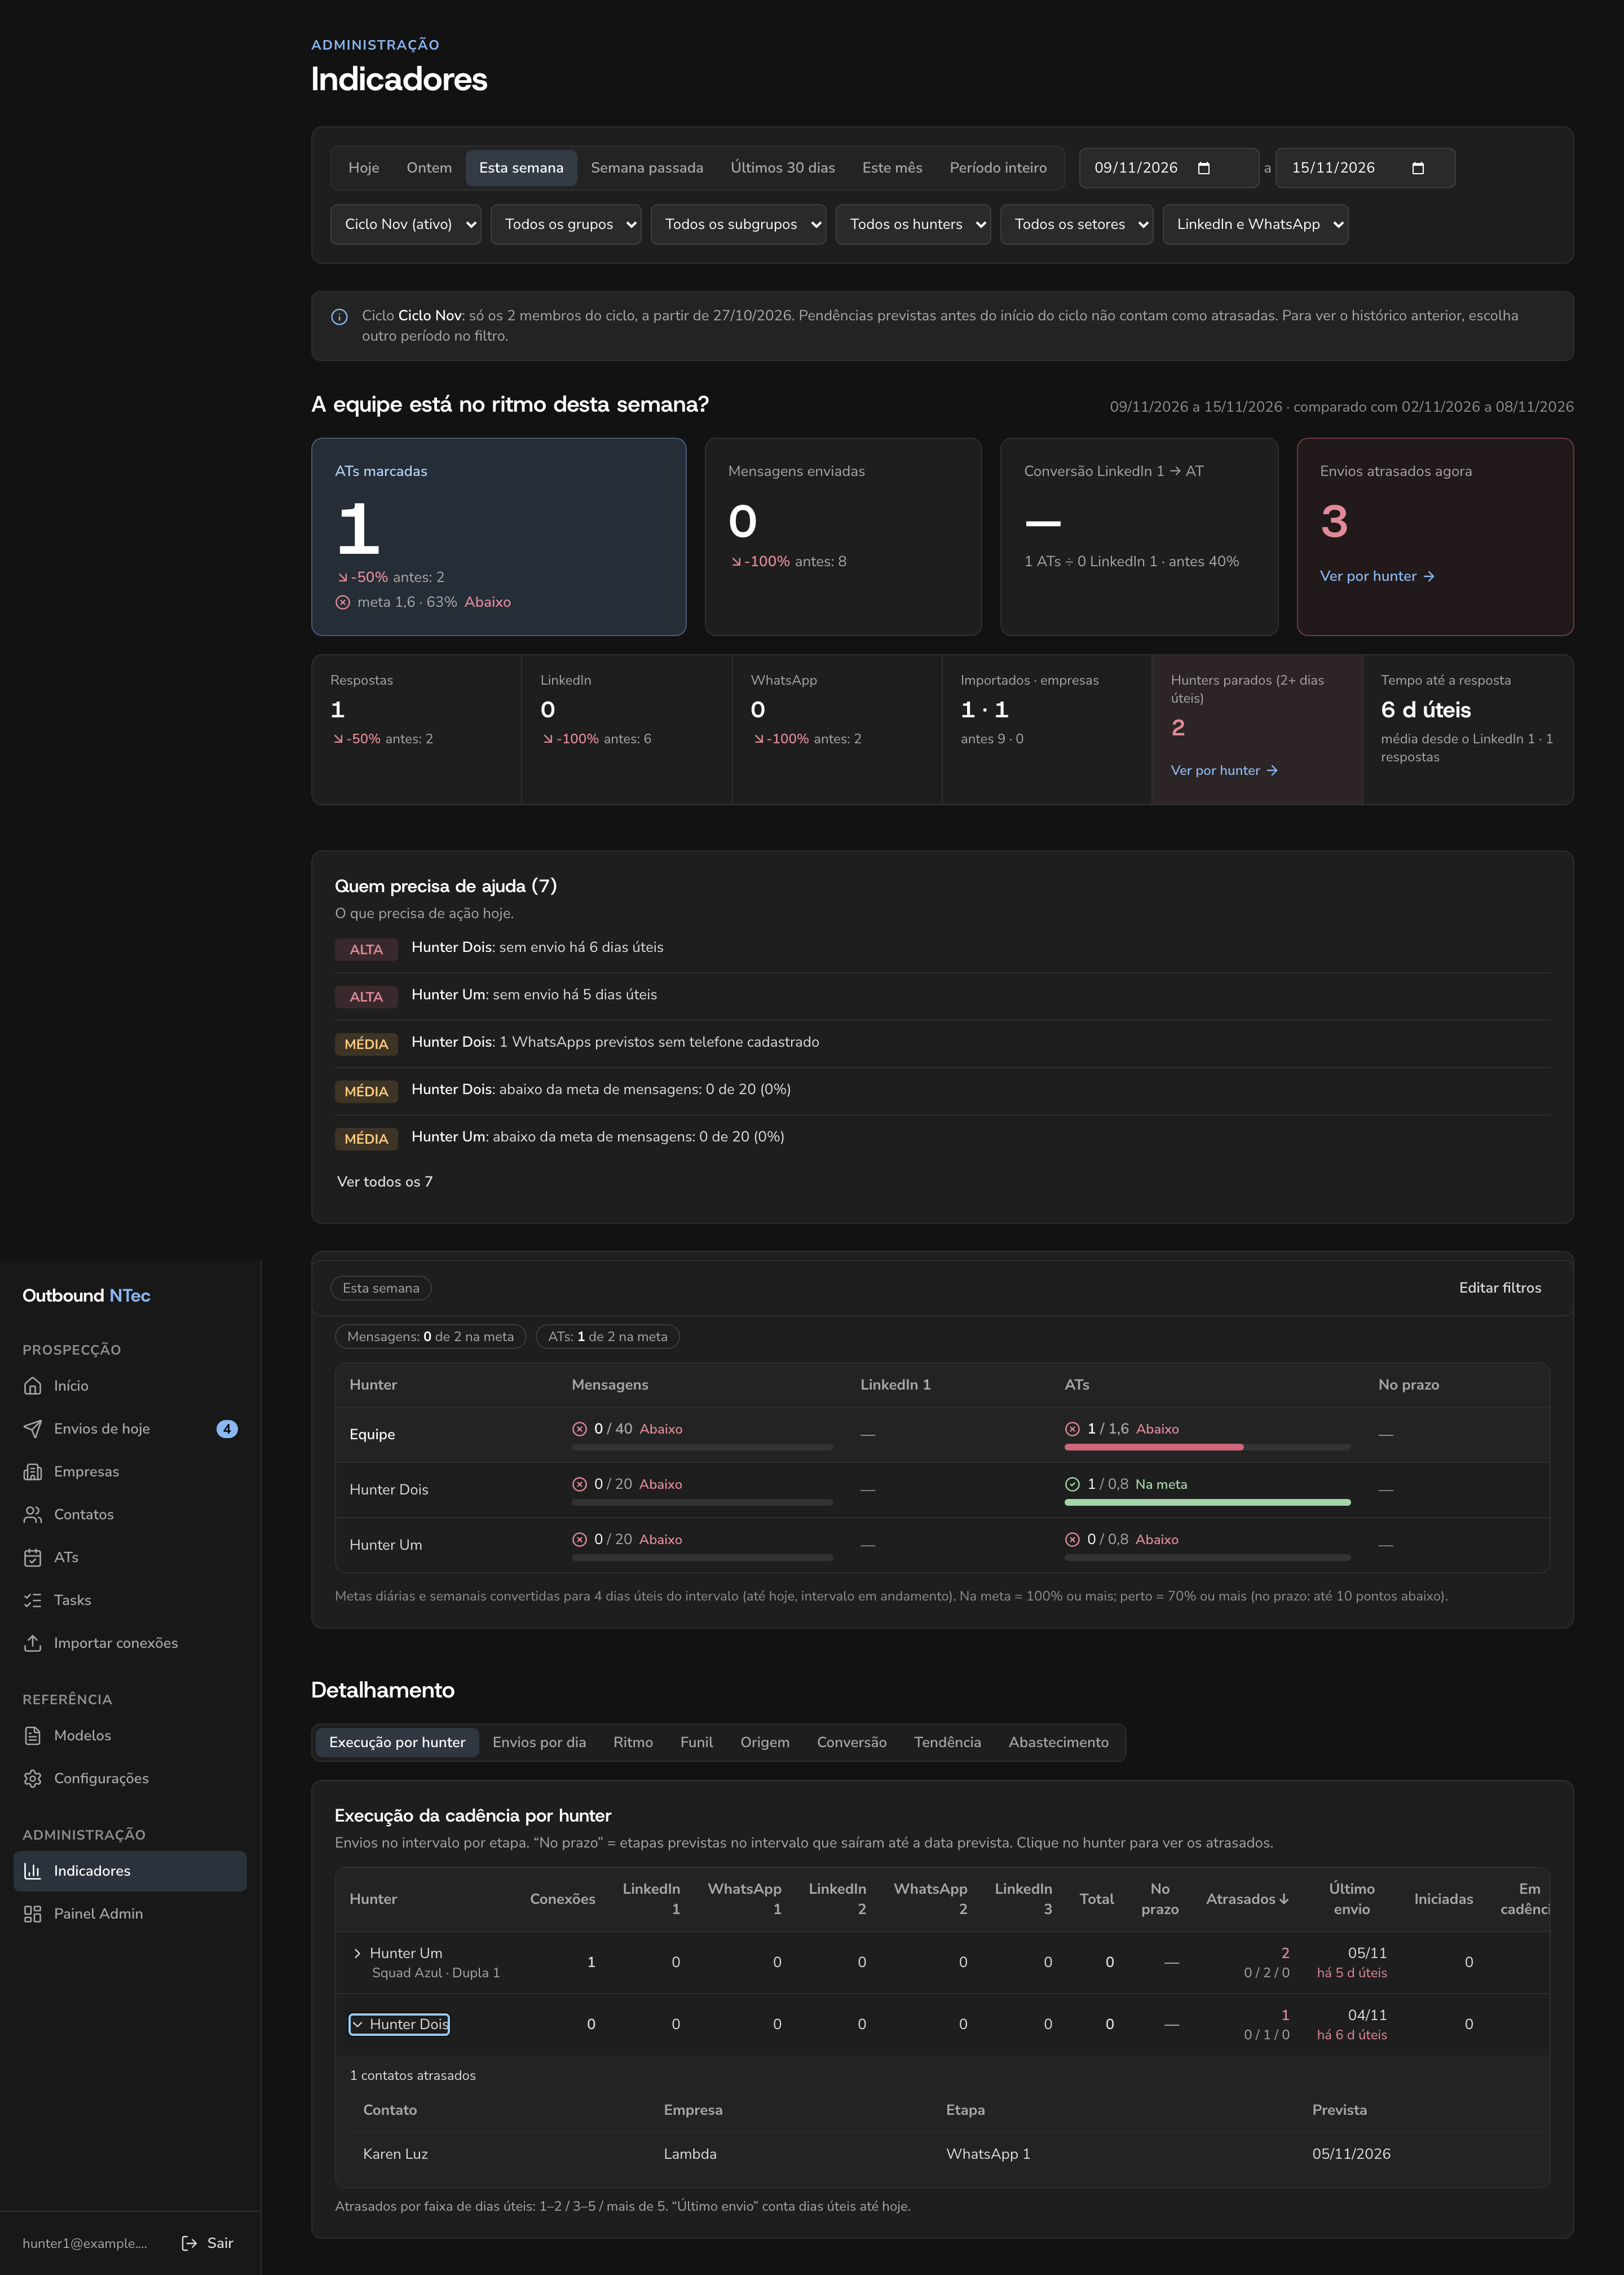 ADMINISTRAÇÃO
Indicadores
Hoje
Ontem
Esta semana
Semana passada
Últimos 30 dias
Este mês
Período inteiro
09/11/2026
a
15/11/2026
Ciclo Nov (ativo)
Todos os grupos
Todos os subgrupos
Todos os hunters
Todos os setores
LinkedIn e WhatsApp
Ciclo Ciclo Nov: só os 2 membros do ciclo, a partir de 27/10/2026. Pendências previstas antes do início do ciclo não contam como atrasadas. Para ver o histórico anterior, escolha
outro período no filtro.
A equipe está no ritmo desta semana?
09/11/2026 a 15/11/2026 · comparado com 02/11/2026 a 08/11/2026
ATs marcadas
1
↘-50% antes: 2
meta 1,6 · 63% Abaixo
Mensagens enviadas
0
↘-100% antes: 8
Conversão LinkedIn 1 → AT
—
1 ATs ÷ 0 LinkedIn 1 · antes 40%
Envios atrasados agora
3
Ver por hunter →
Respostas
1
↘-50% antes: 2
LinkedIn
0
↘-100% antes: 6
WhatsApp
0
↘-100% antes: 2
Importados · empresas
1 · 1
antes 9 · 0
Hunters parados (2+ dias
úteis)
2
Ver por hunter →
Tempo até a resposta
6 d úteis
média desde o LinkedIn 1 · 1
respostas
Quem precisa de ajuda (7)
O que precisa de ação hoje.
ALTA Hunter Dois: sem envio há 6 dias úteis
ALTA Hunter Um: sem envio há 5 dias úteis
MÉDIA Hunter Dois: 1 WhatsApps previstos sem telefone cadastrado
MÉDIA Hunter Dois: abaixo da meta de mensagens: 0 de 20 (0%)
MÉDIA Hunter Um: abaixo da meta de mensagens: 0 de 20 (0%)
Ver todos os 7
Outbound NTec
PROSPECÇÃO
Início
Envios de hoje 4
Empresas
Contatos
ATs
Tasks
Importar conexões
REFERÊNCIA
Modelos
Configurações
ADMINISTRAÇÃO
Indicadores
Painel Admin
hunter1@example....
Sair
Esta semana
Editar filtros
Mensagens: 0 de 2 na meta
ATs: 1 de 2 na meta
Hunter Mensagens LinkedIn 1 ATs No prazo
Equipe 0 / 40 Abaixo — 1 / 1,6 Abaixo —
Hunter Dois 0 / 20 Abaixo — 1 / 0,8 Na meta —
Hunter Um 0 / 20 Abaixo — 0 / 0,8 Abaixo —
Metas diárias e semanais convertidas para 4 dias úteis do intervalo (até hoje, intervalo em andamento). Na meta = 100% ou mais; perto = 70% ou mais (no prazo: até 10 pontos abaixo).
Detalhamento
Execução por hunter
Envios por dia
Ritmo
Funil
Origem
Conversão
Tendência
Abastecimento
Execução da cadência por hunter
Envios no intervalo por etapa. “No prazo” = etapas previstas no intervalo que saíram até a data prevista. Clique no hunter para ver os atrasados.
Hunter Conexões LinkedIn 1 WhatsApp 1 LinkedIn 2 WhatsApp 2 LinkedIn 3 Total No prazo Atrasados ↓ Último envio Iniciadas Em cadênci
Hunter Um 1 0 0 0 0 0 0 — 2 05/11 0
Squad Azul · Dupla 1 0 / 2 / 0 há 5 d úteis
Hunter Dois 0 0 0 0 0 0 0 — 1 04/11 0
0 / 1 / 0 há 6 d úteis
1 contatos atrasados
Contato Empresa Etapa Prevista
Karen Luz Lambda WhatsApp 1 05/11/2026
Atrasados por faixa de dias úteis: 1–2 / 3–5 / mais de 5. “Último envio” conta dias úteis até hoje.